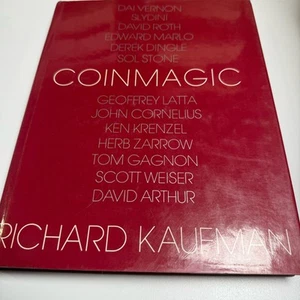 DAI VERNON
SLYDINI
DAVID ROTH
EDWARD MARLO
DEREK DINGLE
SOL STONE
COINMAGIC
GEOFFREY LATTA
JOHN CORNELIUS
KEN KRENZEL
HERB ZARROW
TOM GAGNON
SCOTT WEISER
DAVID ARTHUR
RICHARD KAUFMAN